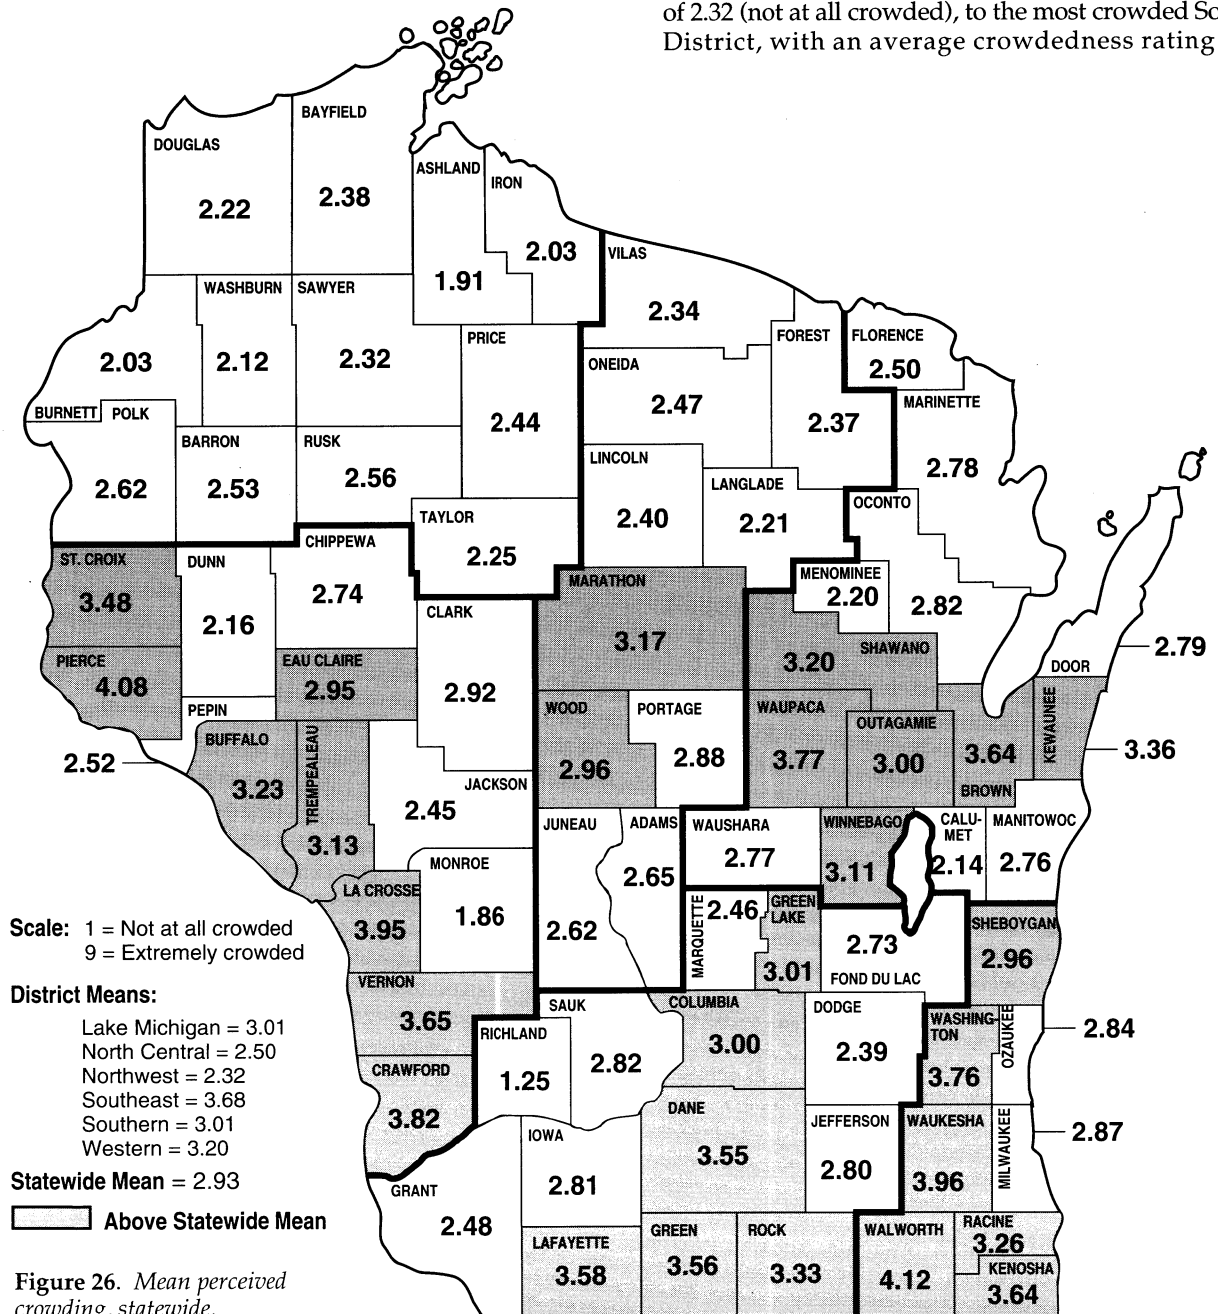 of 2.32 (not at all crowded), to the most crowded So
District, with an average crowdedness rating
BAYFIELD
DOUGLAS
ASHLAND
IRON
2.38
2.22
2.03
VILAS
1.91
WASHBURN
SAWYER
2.34
PRICE
FOREST
FLORENCE
2.03
2.12
2.32
ONEIDA
2.50
2.47
MARINETTE
BURNETT
POLK
2.44
2.37
BARRON
RUSK
LINCOLN
2.78
2.56
LANGLADE
2.62
2.53
OCONTO
TAYLOR
2.40
2.21
CHIPPEWA
2.25
ST. CROIX
DUNN
MARATHON
MENOMINEE
2.74
2.20
3.48
CLARK
2.82
2.16
3.17
SHAWANO
2.79
PIERCE
EAU CLAIRE
3.20
DOOR
4.08
2.95
2.92
PEPIN
WOOD
PORTAGE
WAUPACA
OUTAGAMIE
KEWAUNEE
BUFFALO
TREMPEALEAU
2.88
3.64
3.36
2.52
2.96
3.77
3.00
3.23
JACKSON
BROWN
2.45
JUNEAU
ADAMS
WAUSHARA
WINNEBAGO
CALU-
MET
MANITOWOC
3.13
2.77
MONROE
2.65
3.11
2.14
2.76
LA CROSSE
GREEN
LAKE
MARQUETTE
2.46
1.86
Scale: 1 = Not at all crowded
9 = Extremely crowded
3.95
2.62
2.73
SHEBOYGAN
2.96
3.01
FOND DU LAC
VERNON
District Means:
SAUK
COLUMBIA
DODGE
Lake Michigan = 3.01
3.65
RICHLAND
WASHING-
TON
OZAUKEE
2.84
North Central = 2.50
3.00
2.39
Northwest = 2.32
CRAWFORD
2.82
3.76
Southeast = 3.68
1.25
Southern = 3.01
3.82
DANE
JEFFERSON
WAUKESHA
MILWAUKEE
2.87
Western = 3.20
IOWA
3.55
2.80
3.96
Statewide Mean = 2.93
GRANT
2.81
Above Statewide Mean
2.48
LAFAYETTE
GREEN
ROCK
WALWORTH
RACINE
3.26
Figure 26. Mean perceived
3.58
3.56
3.33
4.12
KENOSHA
3.64
crowding, statewide.